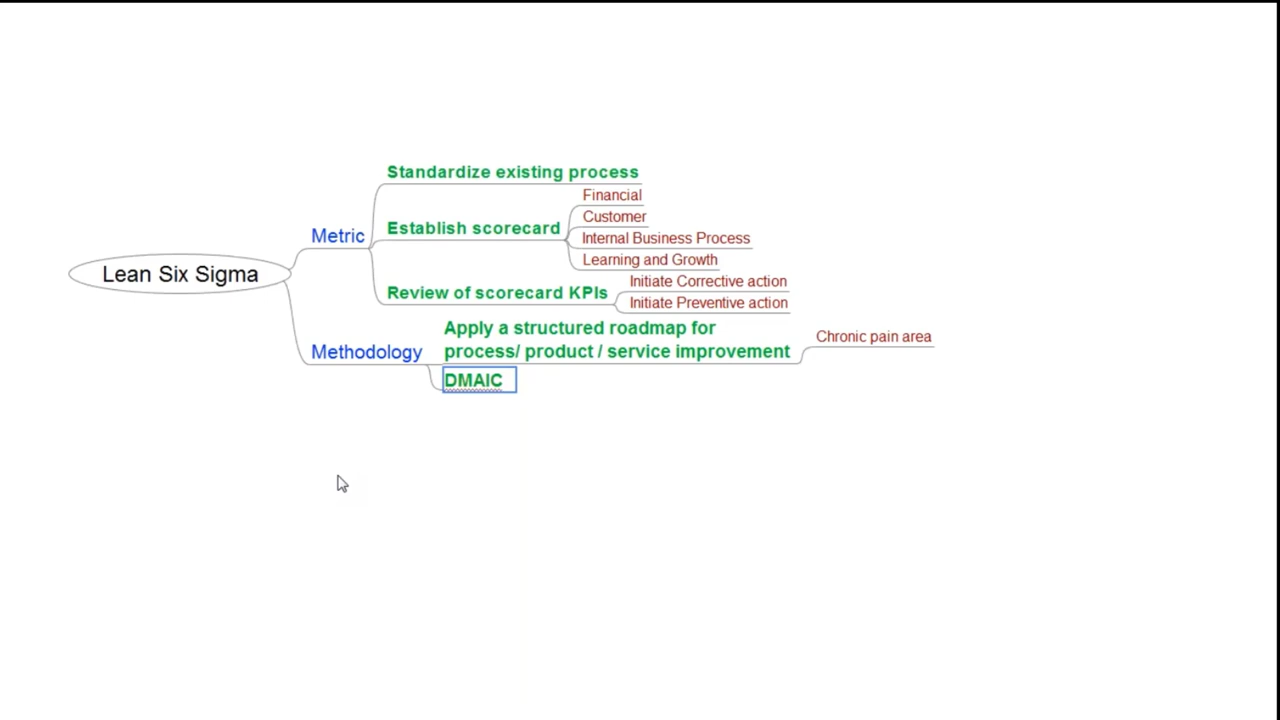 Lean Six Sigma
Metric
Standardize existing process
Establish scorecard
Financial
Customer
Internal Business Process
Learning and Growth
Review of scorecard KPIs
Initiate Corrective action
Initiate Preventive action
Methodology
Apply a structured roadmap for
process/ product / service improvement
Chronic pain area
DMAIC